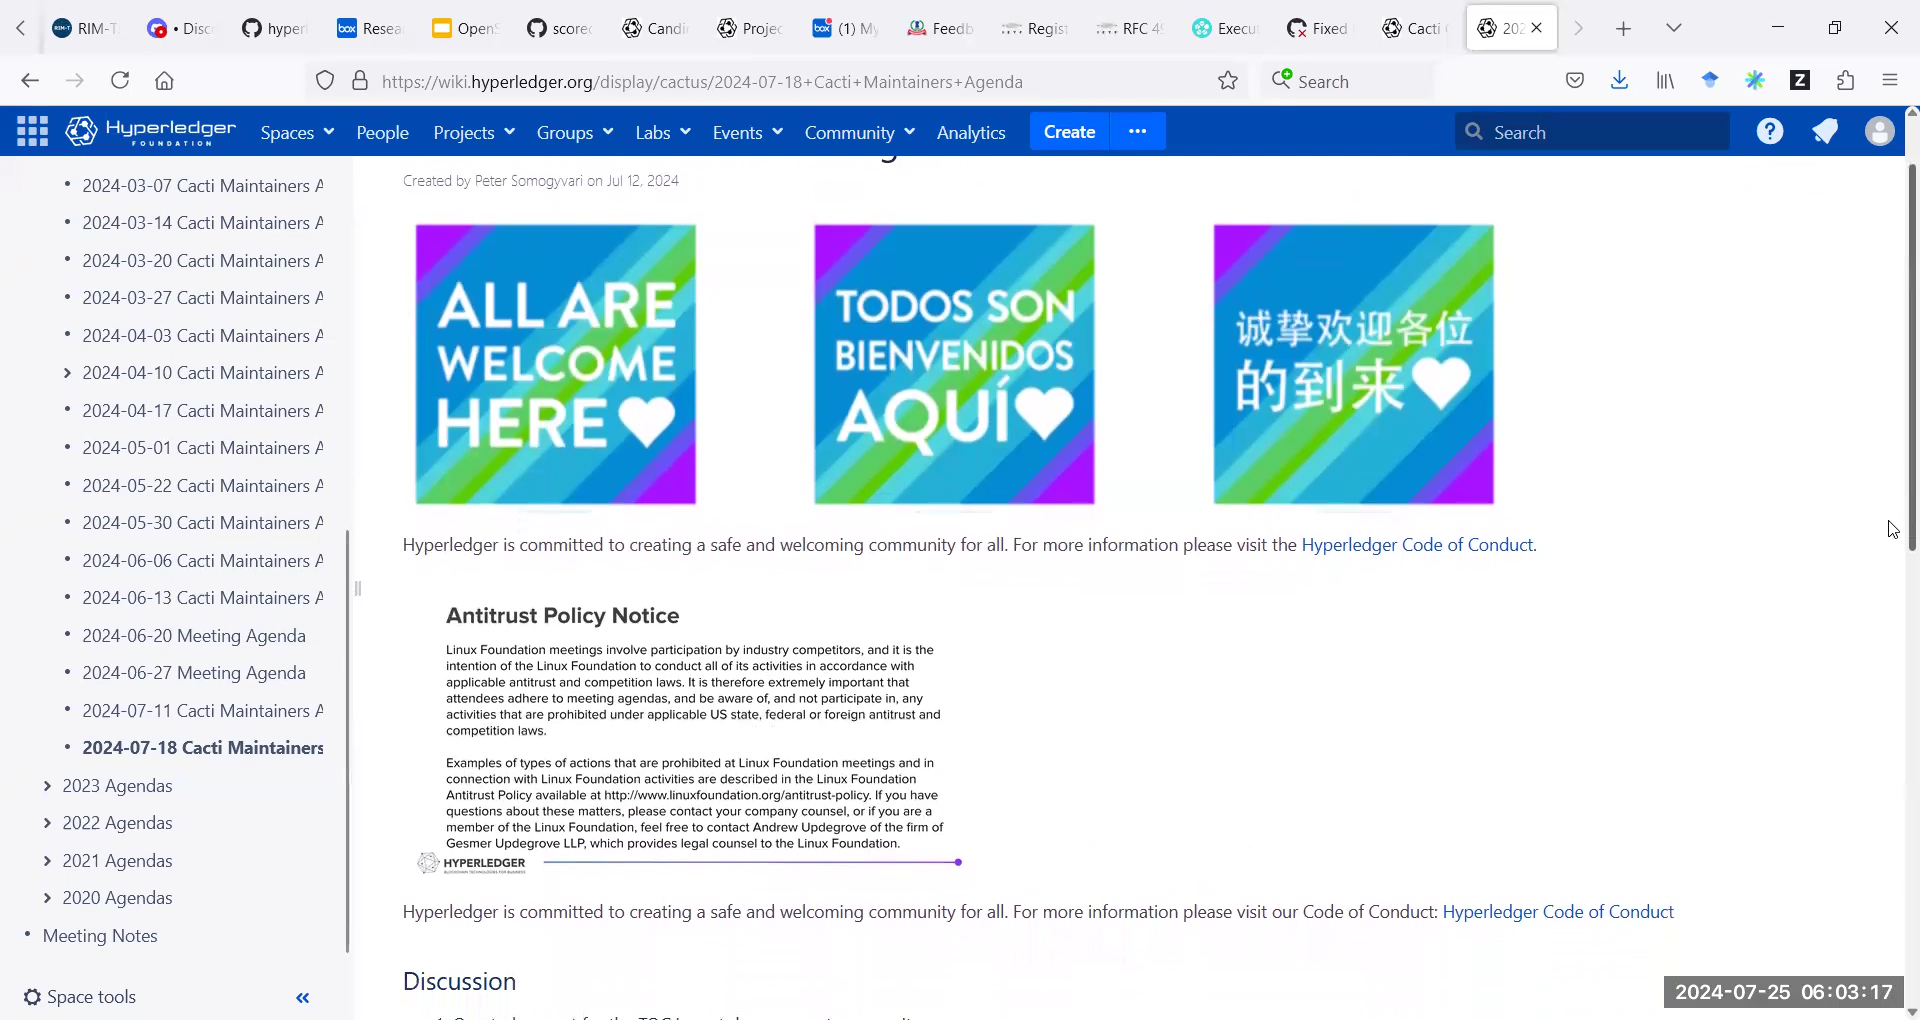 RIM-T
• Disc
hyperl
Resea
OpenS
score
Candi
Projec
(1) My
Feedb
Regist
RFC 49
Execu
Fixed
Cacti
202
https://wiki.hyperledger.org/display/cactus/2024-07-18+Cacti+Maintainers+Agenda
Search
Hyperledger
FOUNDATION
Spaces
People
Projects
Groups
Labs
Events
Community
Analytics
Create
Search
2024-03-07 Cacti Maintainers A
2024-03-14 Cacti Maintainers A
2024-03-20 Cacti Maintainers A
2024-03-27 Cacti Maintainers A
2024-04-03 Cacti Maintainers A
2024-04-10 Cacti Maintainers A
2024-04-17 Cacti Maintainers A
2024-05-01 Cacti Maintainers A
2024-05-22 Cacti Maintainers A
2024-05-30 Cacti Maintainers A
2024-06-06 Cacti Maintainers A
2024-06-13 Cacti Maintainers A
2024-06-20 Meeting Agenda
2024-06-27 Meeting Agenda
2024-07-11 Cacti Maintainers A
2024-07-18 Cacti Maintainers
2023 Agendas
2022 Agendas
2021 Agendas
2020 Agendas
Meeting Notes
Space tools
Created by Peter Somogyvari on Jul 12, 2024
ALL ARE
WELCOME
HERE
TODOS SON
BIENVENIDOS
AQUÍ
诚挚欢迎各位
的到来
Hyperledger is committed to creating a safe and welcoming community for all. For more information please visit the Hyperledger Code of Conduct.
Antitrust Policy Notice
Linux Foundation meetings involve participation by industry competitors, and it is the
intention of the Linux Foundation to conduct all of its activities in accordance with
applicable antitrust and competition laws. It is therefore extremely important that
attendees adhere to meeting agendas, and be aware of, and not participate in, any
activities that are prohibited under applicable US state, federal or foreign antitrust and
competition laws.
Examples of types of actions that are prohibited at Linux Foundation meetings and in
connection with Linux Foundation activities are described in the Linux Foundation
Antitrust Policy available at http://www.linuxfoundation.org/antitrust-policy. If you have
questions about these matters, please contact your company counsel, or if you are a
member of the Linux Foundation, feel free to contact Andrew Updegrove of the firm of
Gesmer Updegrove LLP, which provides legal counsel to the Linux Foundation.
HYPERLEDGER
BLOCKCHAIN TECHNOLOGIES FOR BUSINESS
Hyperledger is committed to creating a safe and welcoming community for all. For more information please visit our Code of Conduct: Hyperledger Code of Conduct
Discussion
2024-07-25 06:03:17